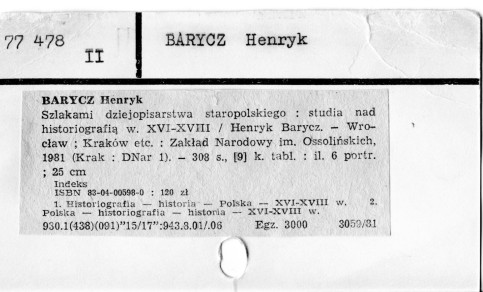 77 478
II
BARYCZ Henryk
BARYCZ Henryk
Szlakami dziejopisarstwa staropolskiego : studia nad
historiografią w. XVI-XVIII / Henryk Barycz. — Wro-
cław ; Kraków etc. : Zakład Narodowy im. Ossolińskich,
1981 (Krak : DNar 1). — 308 s., [9] k. tabl. : il. 6 portr.
; 25 cm
Indeks
ISBN 83-04-00598-0 : 120 zł
1. Historiografia — historia — Polska — XVI-XVIII w. 2.
Polska — historiografia — historia — XVI-XVIII w.
930.1(438)(091)"15/17":943.8.01/.06 Egz. 3000 3059/81